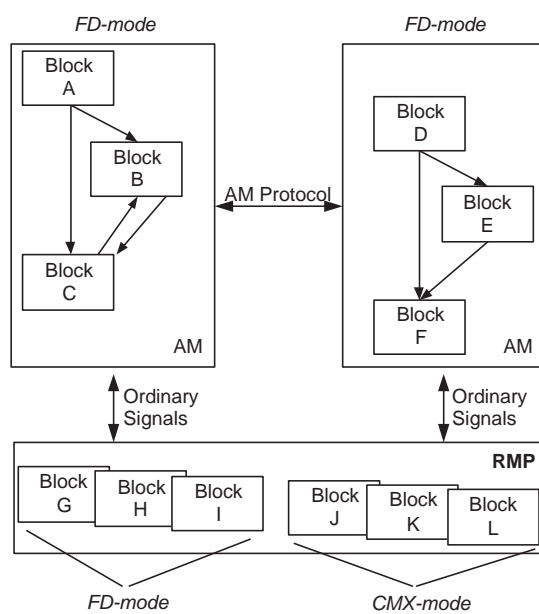 FD-mode
FD-mode
Block
A
Block
B
Block
C
AM
AM Protocol
Block
D
Block
E
Block
F
AM
Ordinary
Signals
Ordinary
Signals
RMP
Block
G
Block
H
Block
I
Block
J
Block
K
Block
L
FD-mode
CMX-mode